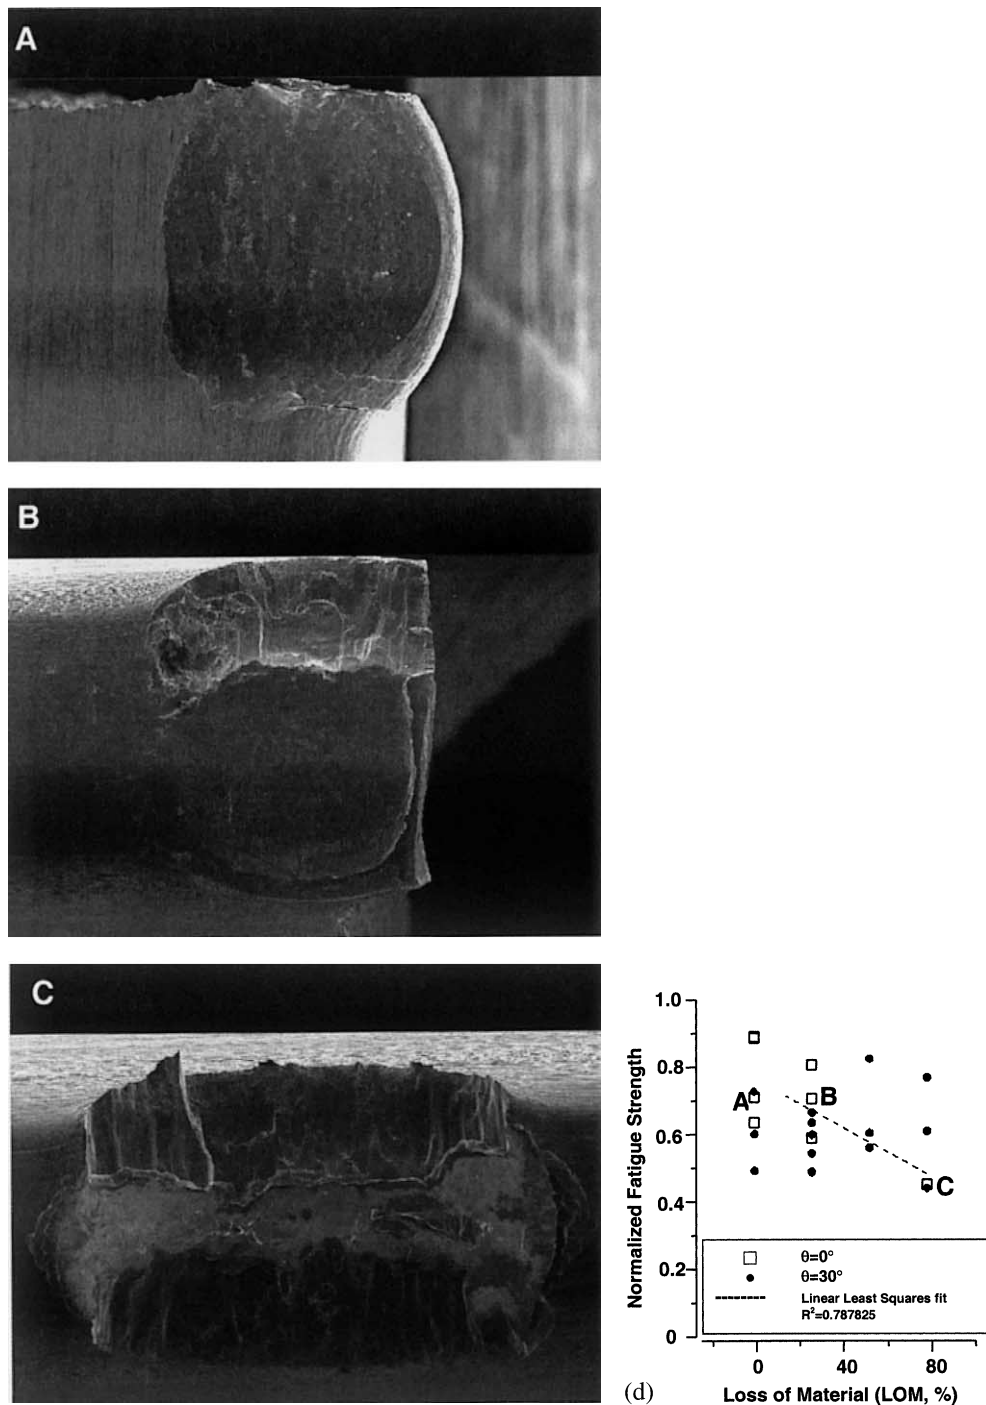 A
B
C
Normalized Fatigue Strength
1.0
0.8
0.6
0.4
0.2
0
A
B
C
θ=0°
θ=30°
Linear Least Squares fit
R²=0.787825
0 40 80
(d) Loss of Material (LOM, %)